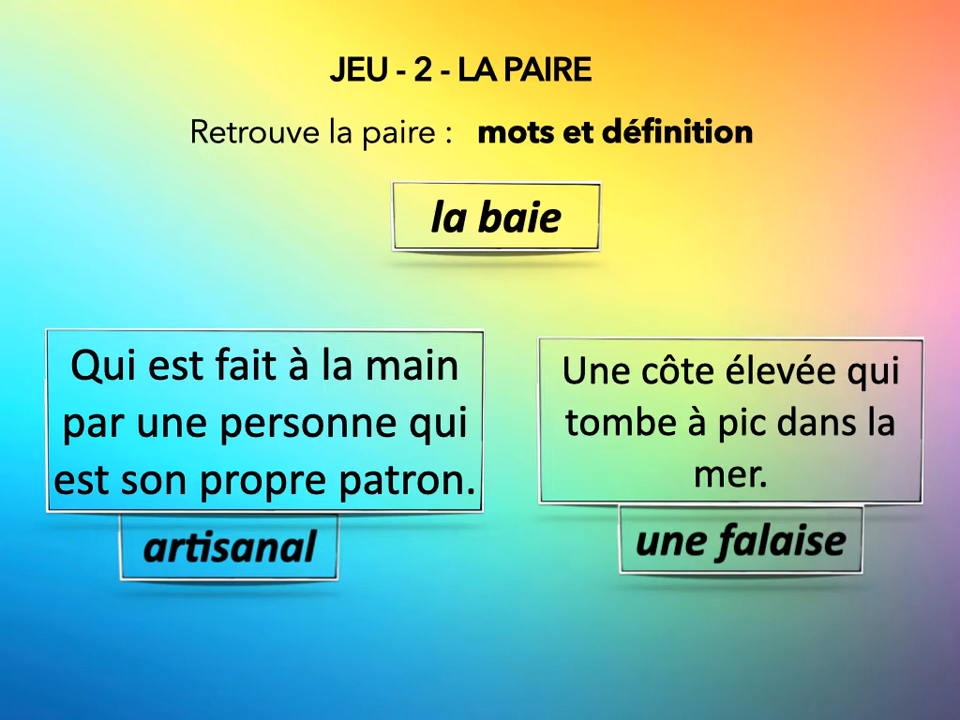 JEU - 2 - LA PAIRE
Retrouve la paire : mots et définition
la baie
Qui est fait à la main
par une personne qui
est son propre patron.
artisanal
Une côte élevée qui
tombe à pic dans la
mer.
une falaise